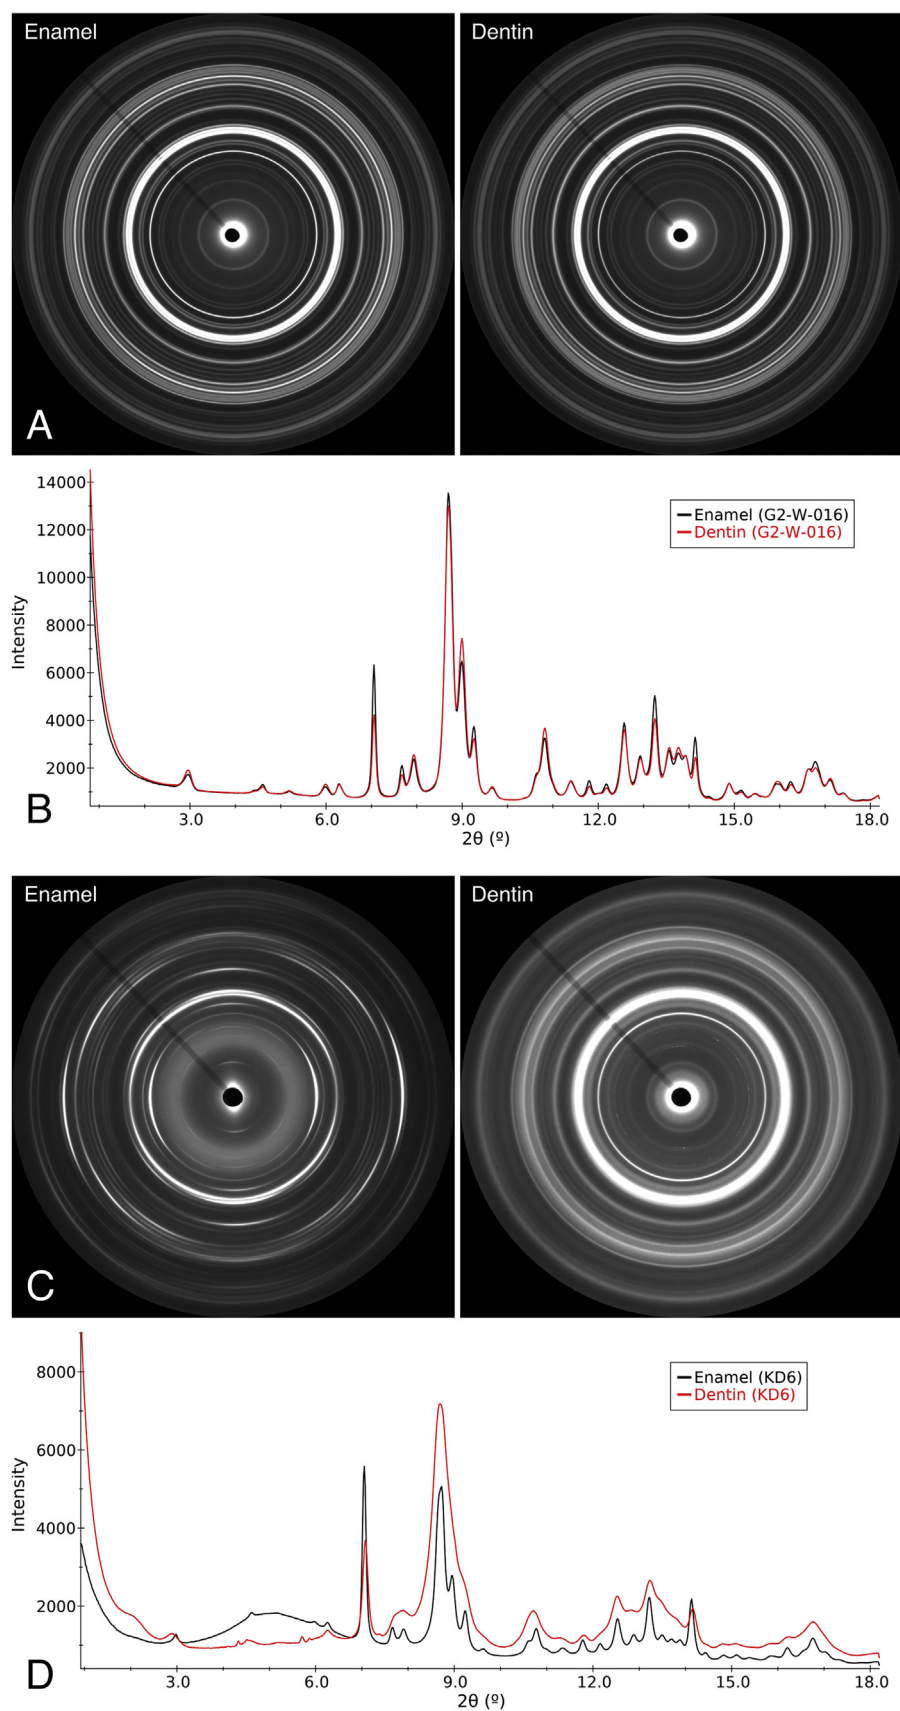 Enamel
Dentin
A
14000
12000
10000
8000
6000
4000
2000
Intensity
Enamel (G2-W-016)
Dentin (G2-W-016)
3.0 6.0 9.0 12.0 15.0 18.0
2θ (º)
B
Enamel
Dentin
C
8000
6000
4000
2000
Intensity
Enamel (KD6)
Dentin (KD6)
3.0 6.0 9.0 12.0 15.0 18.0
2θ (º)
D